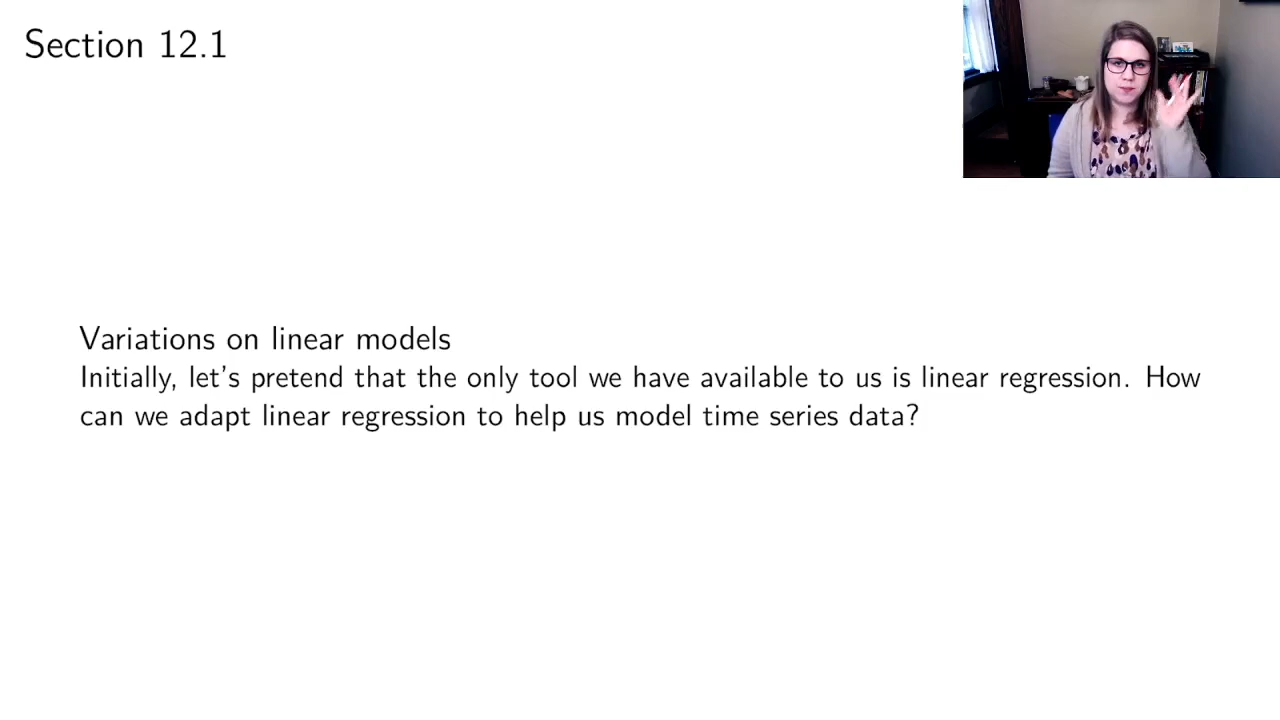 Section 12.1
Variations on linear models
Initially, let's pretend that the only tool we have available to us is linear regression. How
can we adapt linear regression to help us model time series data?